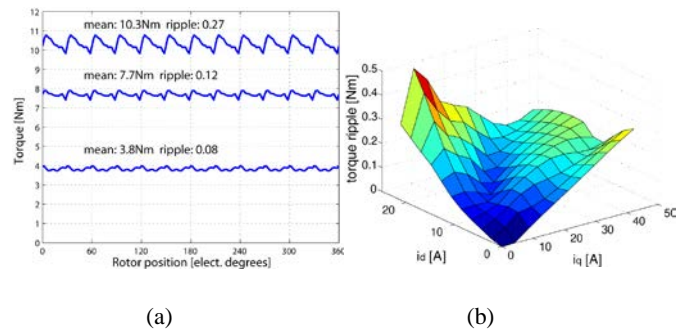 mean: 10.3Nm ripple: 0.27
mean: 7.7Nm ripple: 0.12
mean: 3.8Nm ripple: 0.08
Torque [Nm]
12
11
10
9
8
7
6
5
4
3
2
1
0
0 60 120 180 240 300 360
Rotor position [elect. degrees]
(a)
torque ripple [Nm]
0.5
0.4
0.3
0.2
0.1
0
20
10
0
i_d [A]
0
10
20
30
40
50
i_q [A]
(b)